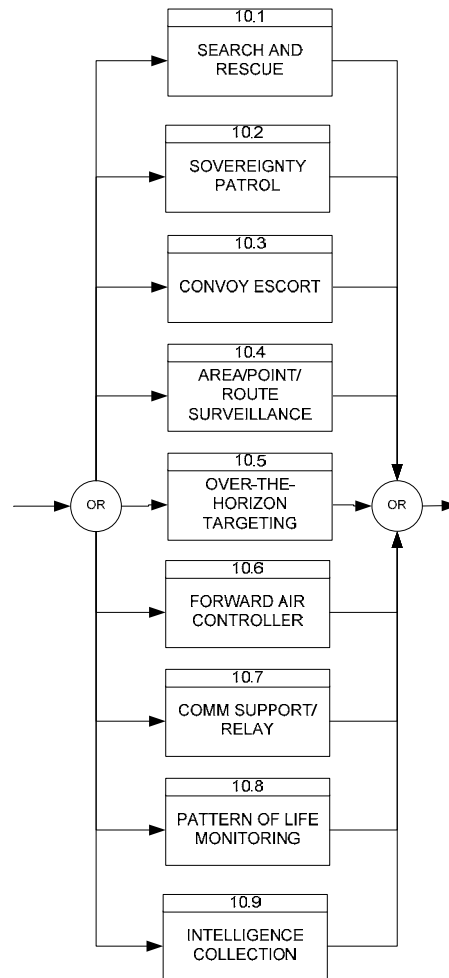 10.1
SEARCH AND
RESCUE
10.2
SOVEREIGNTY
PATROL
10.3
CONVOY ESCORT
10.4
AREA/POINT/
ROUTE
SURVEILLANCE
10.5
OVER-THE-
HORIZON
TARGETING
OR
OR
10.6
FORWARD AIR
CONTROLLER
10.7
COMM SUPPORT/
RELAY
10.8
PATTERN OF LIFE
MONITORING
10.9
INTELLIGENCE
COLLECTION